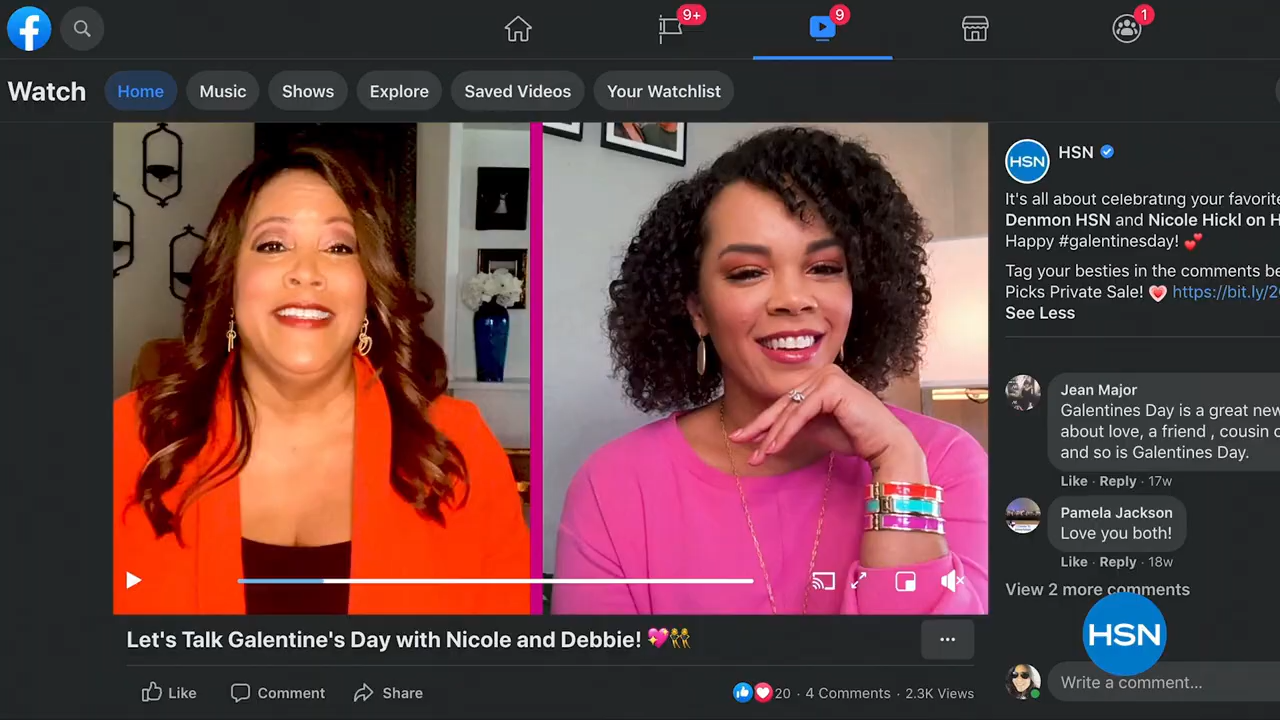 9+
9
1
Watch
Home
Music
Shows
Explore
Saved Videos
Your Watchlist
HSN
HSN
It's all about celebrating your favorite
Denmon HSN and Nicole Hickl on H
Happy #galentinesday! 💕
Tag your besties in the comments be
Picks Private Sale! 💗 https://bit.ly/2
See Less
Jean Major
Galentines Day is a great new
about love, a friend , cousin o
and so is Galentines Day.
Like · Reply · 17w
Pamela Jackson
Love you both!
Like · Reply · 18w
View 2 more comments
HSN
Write a comment...
Let's Talk Galentine's Day with Nicole and Debbie! 💖👯
Like
Comment
Share
20 · 4 Comments · 2.3K Views